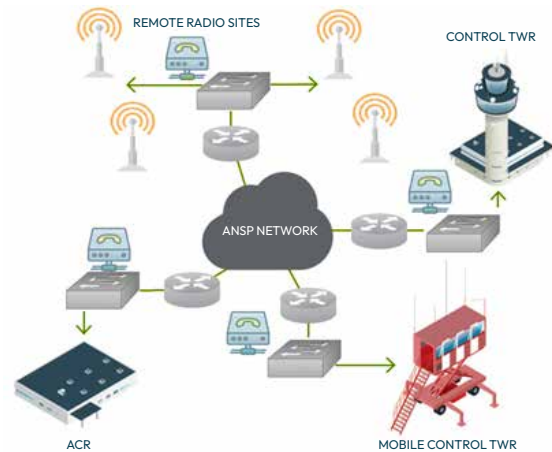 REMOTE RADIO SITES
CONTROL TWR
ANSP NETWORK
ACR
MOBILE CONTROL TWR